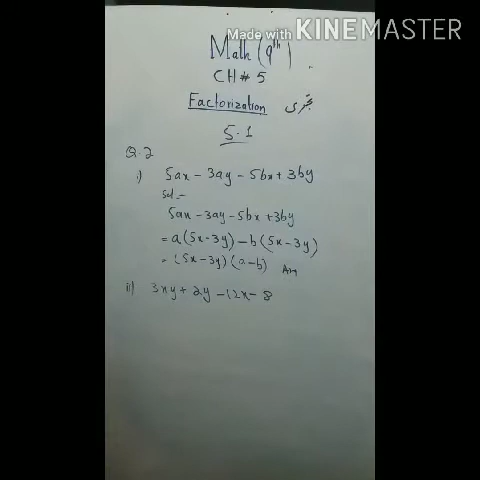 Made with KINEMASTER
Math (9th)
CH # 5
Factorization تجزی
5.1
Q.2
i) 5ax - 3ay - 5bx + 3by
Sol:-
5ax - 3ay - 5bx + 3by
= a(5x - 3y) - b(5x - 3y)
= (5x - 3y) (a - b) Ans
ii) 3xy + 2y - 12x - 8